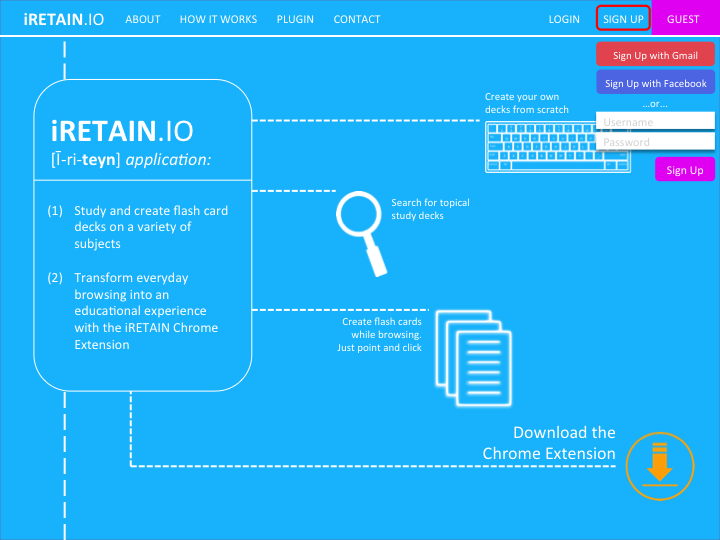 iRETAIN.IO ABOUT HOW IT WORKS PLUGIN CONTACT LOGIN SIGN UP GUEST
Sign Up with Gmail
Sign Up with Facebook
...or...
Username
Password
Sign Up
iRETAIN.IO
[Ī-ri-teyn] application:
(1) Study and create flash card
decks on a variety of
subjects
(2) Transform everyday
browsing into an
educational experience
with the iRETAIN Chrome
Extension
Create your own
decks from scratch
Search for topical
study decks
Create flash cards
while browsing.
Just point and click
Download the
Chrome Extension